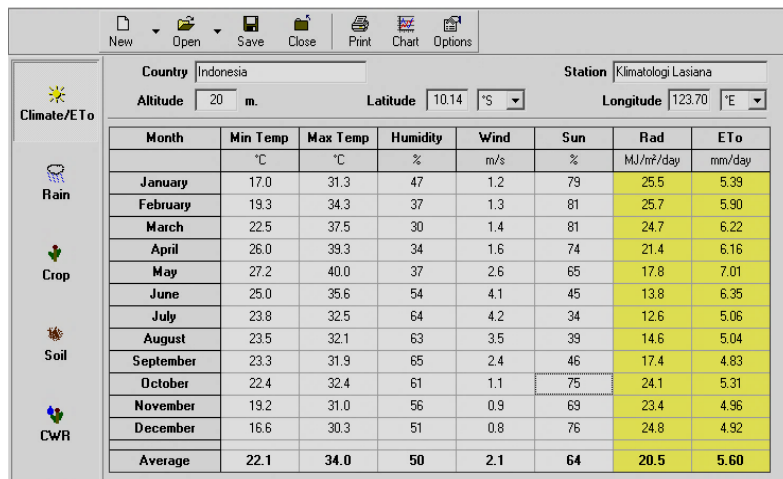 New Open Save Close Print Chart Options
Country Indonesia Station Klimatologi Lasiana
Altitude 20 m. Latitude 10.14 °S Longitude 123.70 °E
Climate/ETo
Rain
Crop
Soil
CWR
Month Min Temp Max Temp Humidity Wind Sun Rad ETo
°C °C % m/s % MJ/m²/day mm/day
January 17.0 31.3 47 1.2 79 25.5 5.39
February 19.3 34.3 37 1.3 81 25.7 5.90
March 22.5 37.5 30 1.4 81 24.7 6.22
April 26.0 39.3 34 1.6 74 21.4 6.16
May 27.2 40.0 37 2.6 65 17.8 7.01
June 25.0 35.6 54 4.1 45 13.8 6.35
July 23.8 32.5 64 4.2 34 12.6 5.06
August 23.5 32.1 63 3.5 39 14.6 5.04
September 23.3 31.9 65 2.4 46 17.4 4.83
October 22.4 32.4 61 1.1 75 24.1 5.31
November 19.2 31.0 56 0.9 69 23.4 4.96
December 16.6 30.3 51 0.8 76 24.8 4.92
Average 22.1 34.0 50 2.1 64 20.5 5.60